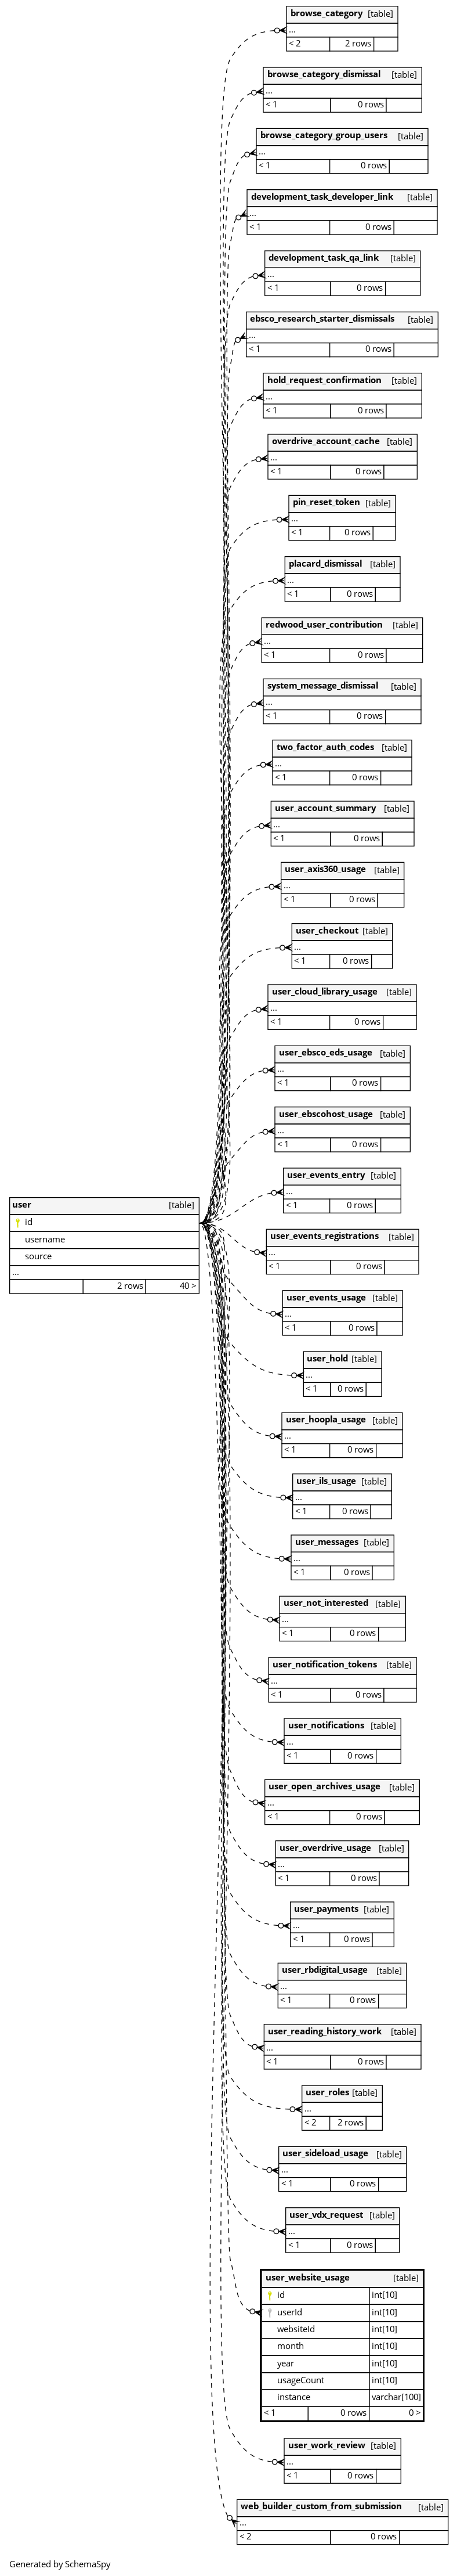 browse_category [table]
...
< 2 2 rows
browse_category_dismissal [table]
...
< 1 0 rows
browse_category_group_users [table]
...
< 1 0 rows
development_task_developer_link [table]
...
< 1 0 rows
development_task_qa_link [table]
...
< 1 0 rows
ebsco_research_starter_dismissals [table]
...
< 1 0 rows
hold_request_confirmation [table]
...
< 1 0 rows
overdrive_account_cache [table]
...
< 1 0 rows
pin_reset_token [table]
...
< 1 0 rows
placard_dismissal [table]
...
< 1 0 rows
redwood_user_contribution [table]
...
< 1 0 rows
system_message_dismissal [table]
...
< 1 0 rows
two_factor_auth_codes [table]
...
< 1 0 rows
user_account_summary [table]
...
< 1 0 rows
user_axis360_usage [table]
...
< 1 0 rows
user_checkout [table]
...
< 1 0 rows
user_cloud_library_usage [table]
...
< 1 0 rows
user_ebsco_eds_usage [table]
...
< 1 0 rows
user_ebscohost_usage [table]
...
< 1 0 rows
user_events_entry [table]
...
< 1 0 rows
user [table]
id
username
source
...
2 rows 40 >
user_events_registrations [table]
...
< 1 0 rows
user_events_usage [table]
...
< 1 0 rows
user_hold [table]
...
< 1 0 rows
user_hoopla_usage [table]
...
< 1 0 rows
user_ils_usage [table]
...
< 1 0 rows
user_messages [table]
...
< 1 0 rows
user_not_interested [table]
...
< 1 0 rows
user_notification_tokens [table]
...
< 1 0 rows
user_notifications [table]
...
< 1 0 rows
user_open_archives_usage [table]
...
< 1 0 rows
user_overdrive_usage [table]
...
< 1 0 rows
user_payments [table]
...
< 1 0 rows
user_rbdigital_usage [table]
...
< 1 0 rows
user_reading_history_work [table]
...
< 1 0 rows
user_roles [table]
...
< 2 2 rows
user_sideload_usage [table]
...
< 1 0 rows
user_vdx_request [table]
...
< 1 0 rows
user_website_usage [table]
id int[10]
userId int[10]
websiteId int[10]
month int[10]
year int[10]
usageCount int[10]
instance varchar[100]
< 1 0 rows 0 >
user_work_review [table]
...
< 1 0 rows
web_builder_custom_from_submission [table]
...
< 2 0 rows
Generated by SchemaSpy